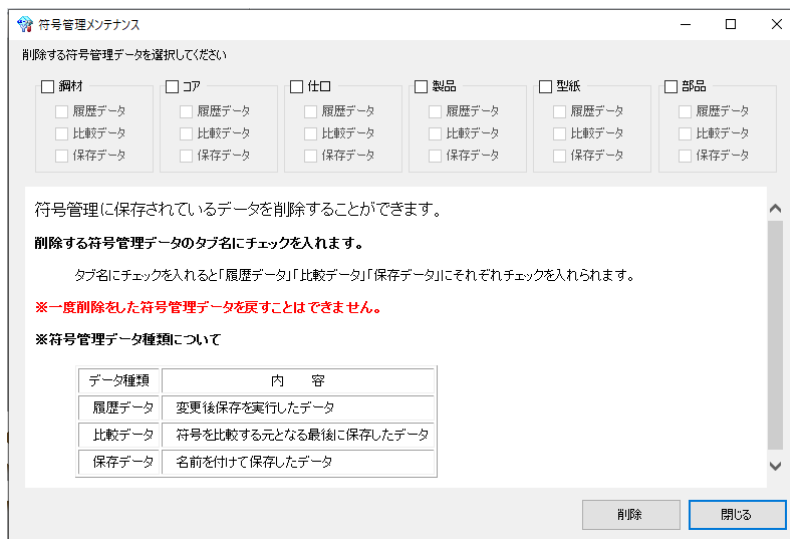 符号管理メンテナンス
削除する符号管理データを選択してください
鋼材 コア 仕口 製品 型紙 部品
履歴データ 履歴データ 履歴データ 履歴データ 履歴データ 履歴データ
比較データ 比較データ 比較データ 比較データ 比較データ 比較データ
保存データ 保存データ 保存データ 保存データ 保存データ 保存データ
符号管理に保存されているデータを削除することができます。
削除する符号管理データのタブ名にチェックを入れます。
タブ名にチェックを入れると「履歴データ」「比較データ」「保存データ」にそれぞれチェックを入れられます。
※一度削除をした符号管理データを戻すことはできません。
※符号管理データ種類について
データ種類 内　容
履歴データ 変更後保存を実行したデータ
比較データ 符号を比較する元となる最後に保存したデータ
保存データ 名前を付けて保存したデータ
削除 閉じる